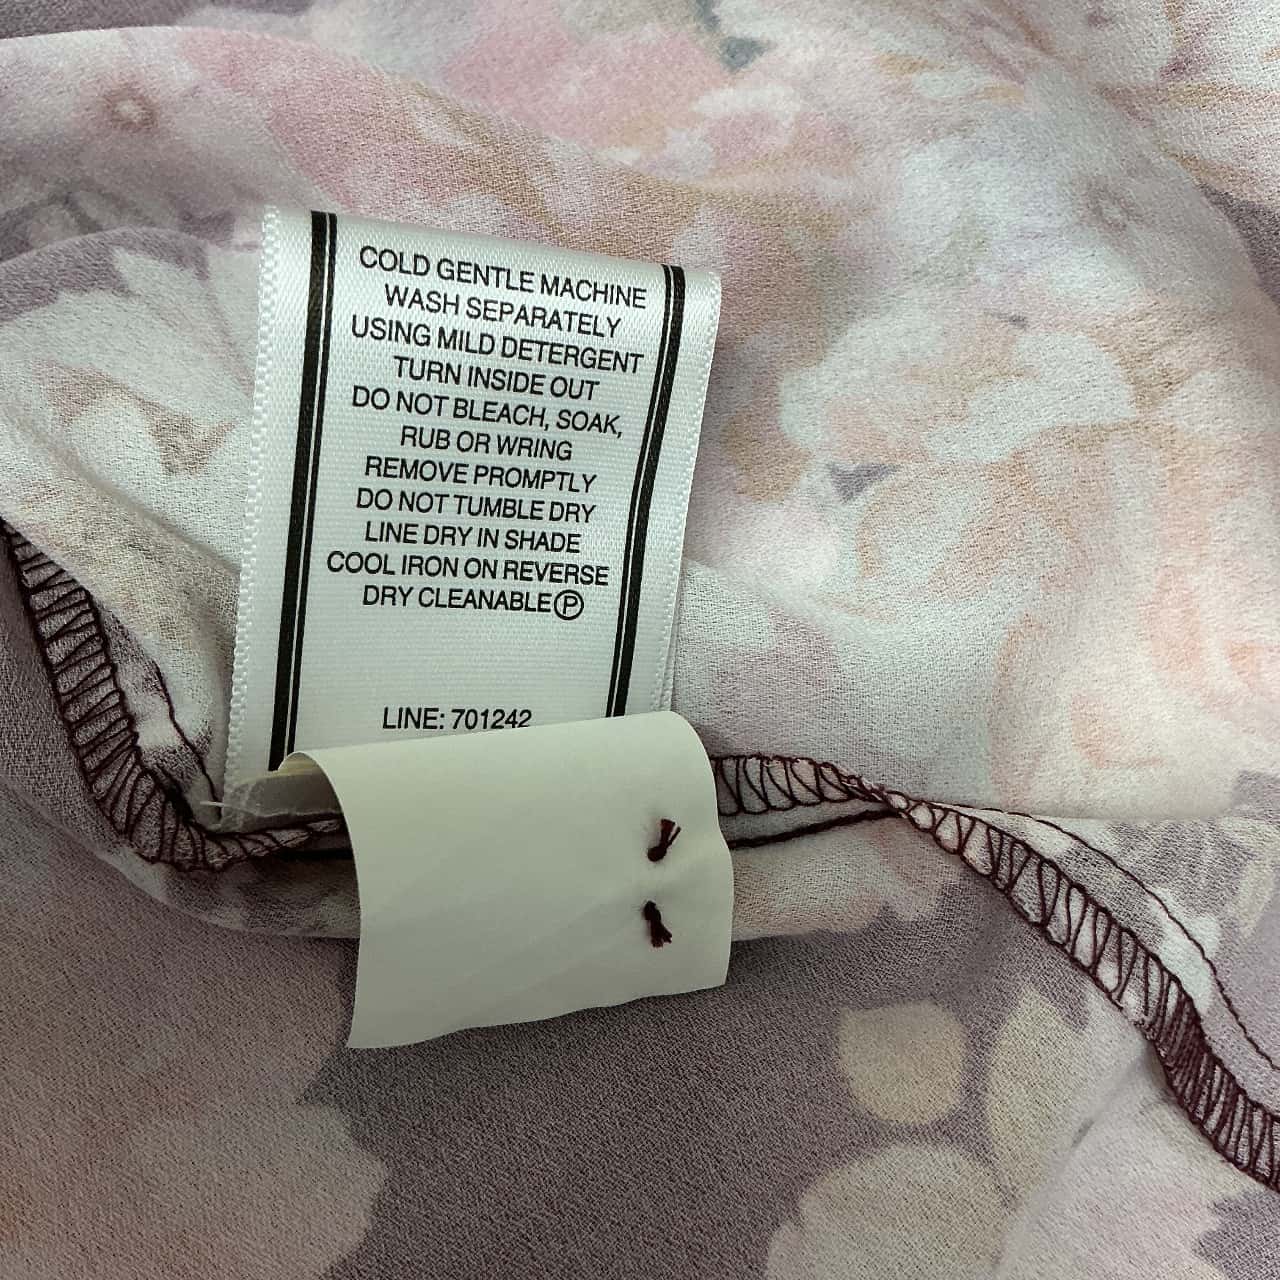 COLD GENTLE MACHINE
WASH SEPARATELY
USING MILD DETERGENT
TURN INSIDE OUT
DO NOT BLEACH, SOAK,
RUB OR WRING
REMOVE PROMPTLY
DO NOT TUMBLE DRY
LINE DRY IN SHADE
COOL IRON ON REVERSE
DRY CLEANABLE Ⓟ
LINE: 701242